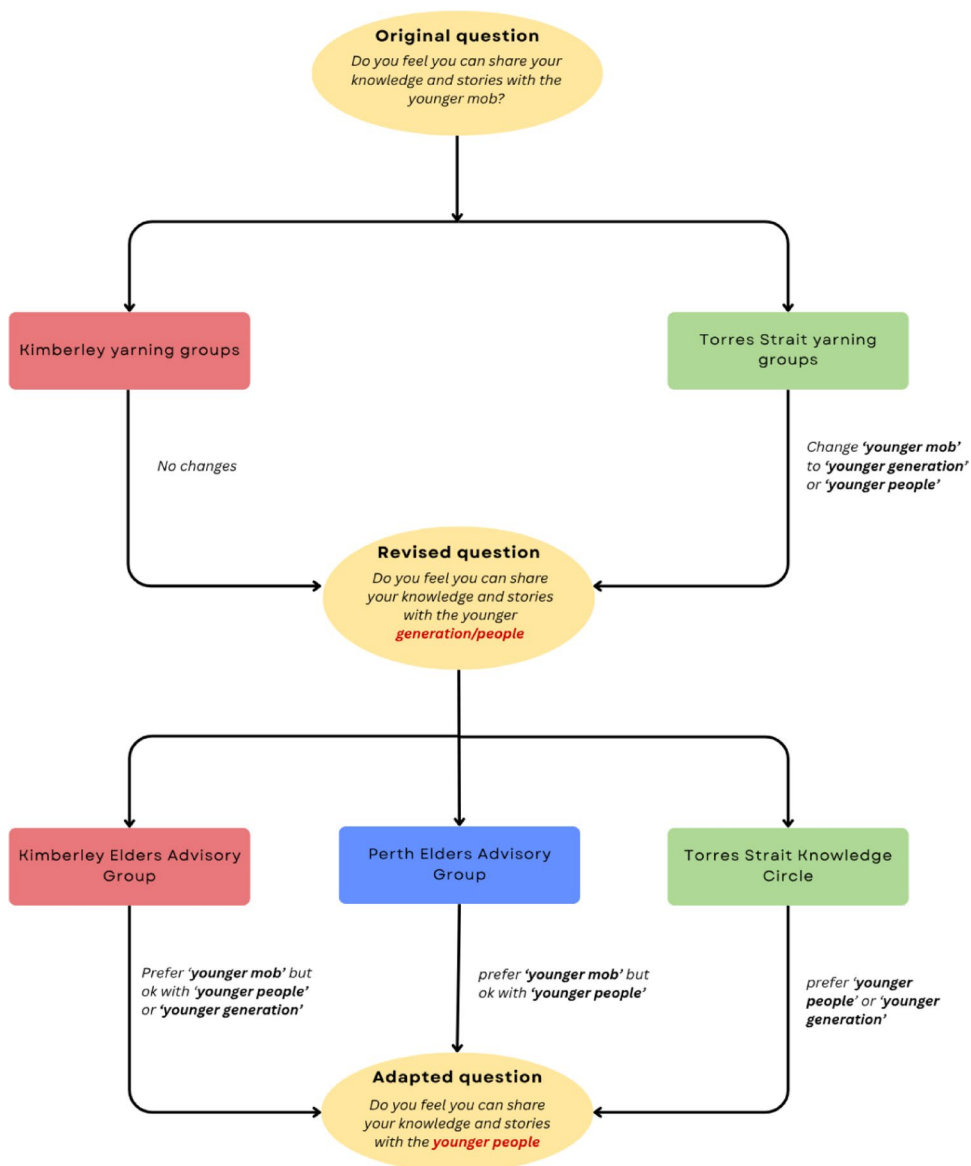 Original question
Do you feel you can share your
knowledge and stories with the
younger mob?
Kimberley yarning groups
Torres Strait yarning
groups
No changes
Change ‘younger mob’
to ‘younger generation’
or ‘younger people’
Revised question
Do you feel you can share
your knowledge and stories
with the younger
generation/people
Kimberley Elders Advisory
Group
Perth Elders Advisory
Group
Torres Strait Knowledge
Circle
Prefer ‘younger mob’ but
ok with ‘younger people’
or ‘younger generation’
prefer ‘younger mob’ but
ok with ‘younger people’
prefer ‘younger
people’ or ‘younger
generation’
Adapted question
Do you feel you can share
your knowledge and stories
with the younger people